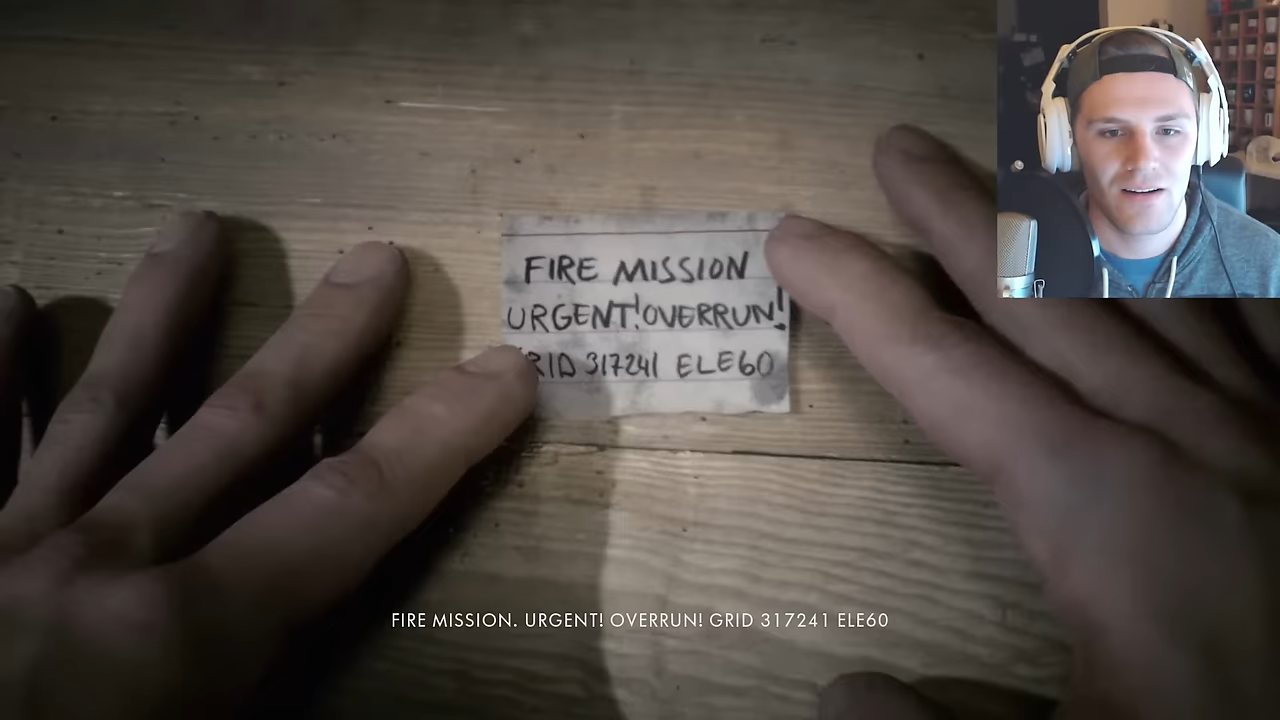 FIRE MISSION
URGENT! OVERRUN!
GRID 317241 ELE60
FIRE MISSION. URGENT! OVERRUN! GRID 317241 ELE60